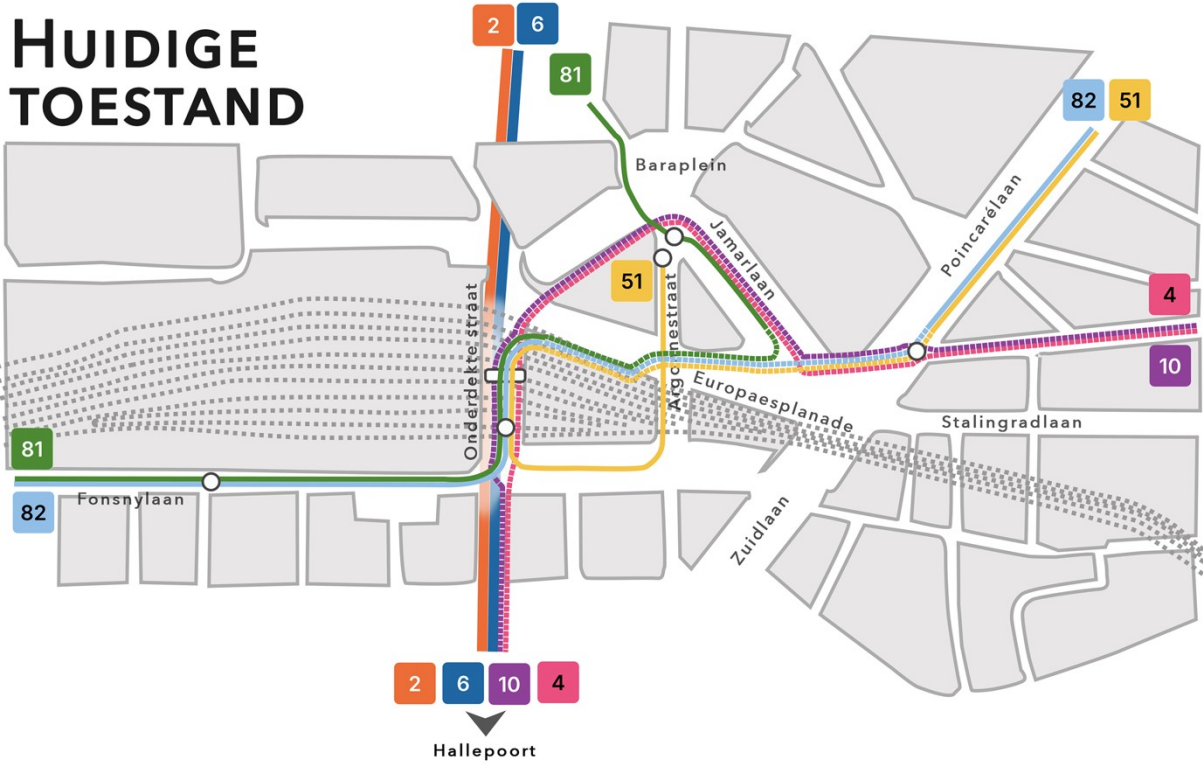 HUIDIGE
TOESTAND
2 6
81
82 51
Baraplein
Jamarlaan
Poincarélaan
51
4
10
Onderdekte straat
Argonnestraat
Europaesplanade
Stalingradlaan
81
82
Fonsnylaan
Zuidlaan
2 6 10 4
Hallepoort